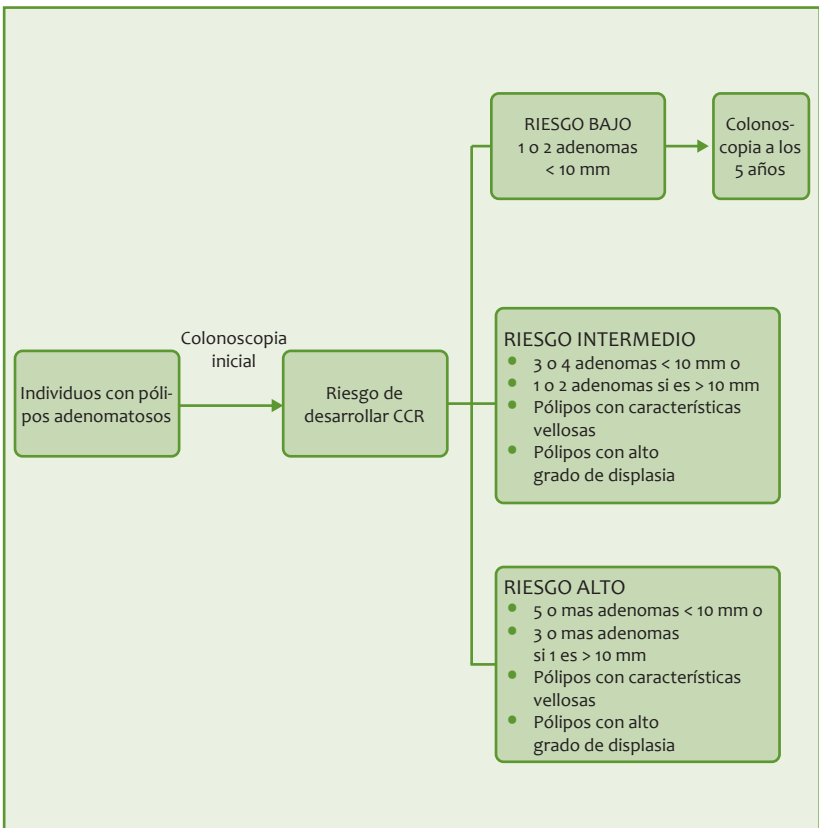 Individuos con póli-
pos adenomatosos
Colonoscopia
inicial
Riesgo de
desarrollar CCR
RIESGO BAJO
1 o 2 adenomas
< 10 mm
Colonos-
copia a los
5 años
RIESGO INTERMEDIO
• 3 o 4 adenomas < 10 mm o
• 1 o 2 adenomas si es > 10 mm
• Pólipos con características
vellosas
• Pólipos con alto
grado de displasia
RIESGO ALTO
• 5 o mas adenomas < 10 mm o
• 3 o mas adenomas
si 1 es > 10 mm
• Pólipos con características
vellosas
• Pólipos con alto
grado de displasia